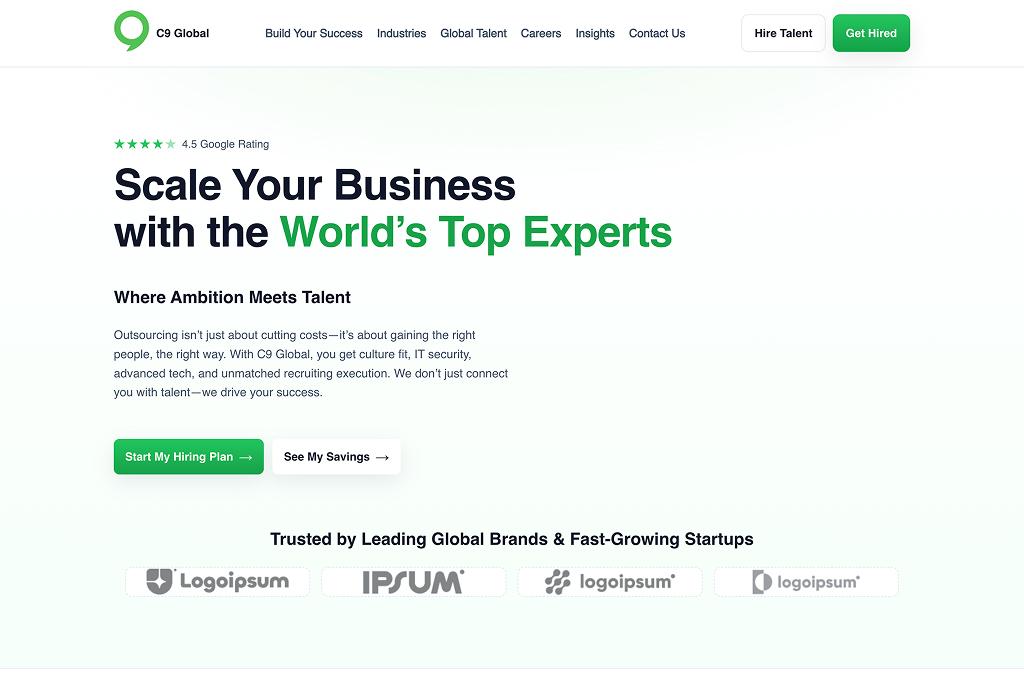 C9 Global
Build Your Success
Industries
Global Talent
Careers
Insights
Contact Us
Hire Talent
Get Hired
★★★★★ 4.5 Google Rating
Scale Your Business
with the World’s Top Experts
Where Ambition Meets Talent
Outsourcing isn’t just about cutting costs—it’s about gaining the right
people, the right way. With C9 Global, you get culture fit, IT security,
advanced tech, and unmatched recruiting execution. We don’t just connect
you with talent—we drive your success.
Start My Hiring Plan →
See My Savings →
Trusted by Leading Global Brands & Fast-Growing Startups
Logoipsum
IPSUM
logoipsum
logoipsum